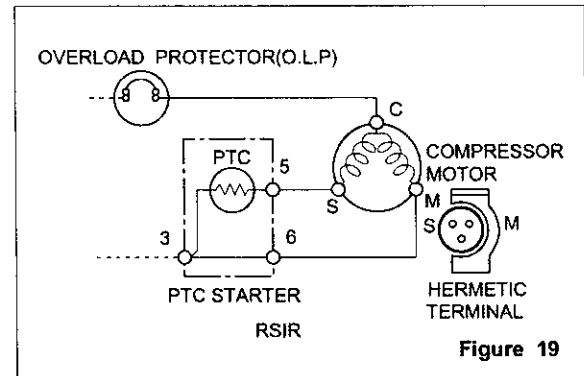 OVERLOAD PROTECTOR(O.L.P)
C
PTC
5
COMPRESSOR
MOTOR
S
M
S
M
3
6
PTC STARTER
HERMETIC
TERMINAL
RSIR
Figure 19